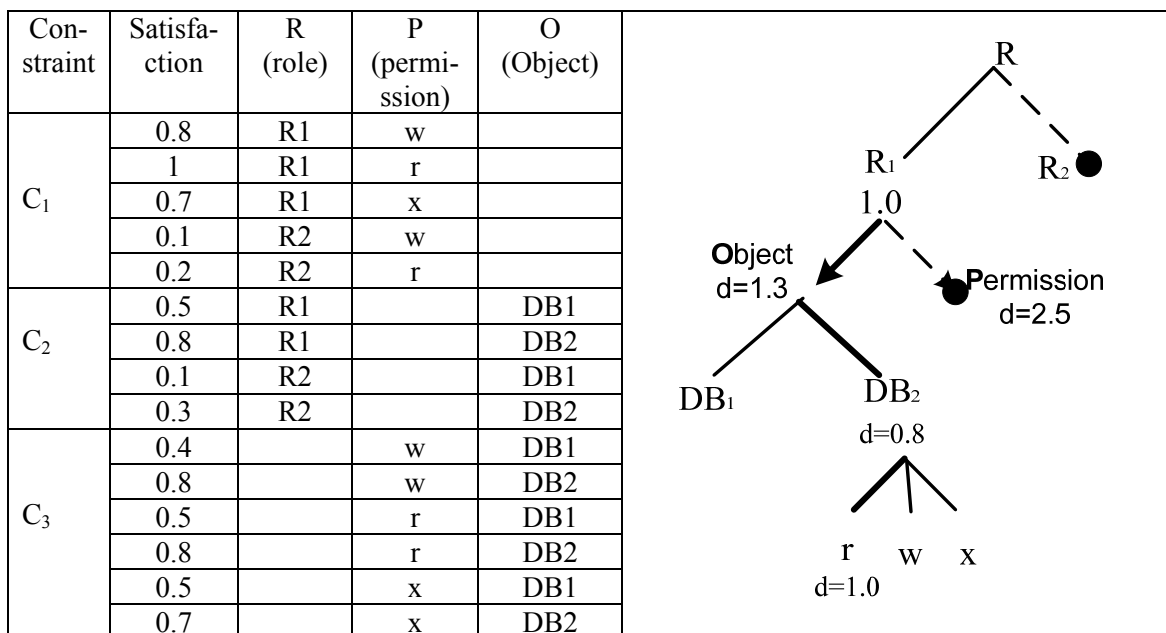 Con-
straint
Satisfa-
ction
R
(role)
P
(permi-
ssion)
O
(Object)
C1
0.8 R1 w
1 R1 r
0.7 R1 x
0.1 R2 w
0.2 R2 r
C2
0.5 R1 DB1
0.8 R1 DB2
0.1 R2 DB1
0.3 R2 DB2
C3
0.4 w DB1
0.8 w DB2
0.5 r DB1
0.8 r DB2
0.5 x DB1
0.7 x DB2
R
R1
R2
1.0
Object
d=1.3
Permission
d=2.5
DB1
DB2
d=0.8
r w x
d=1.0